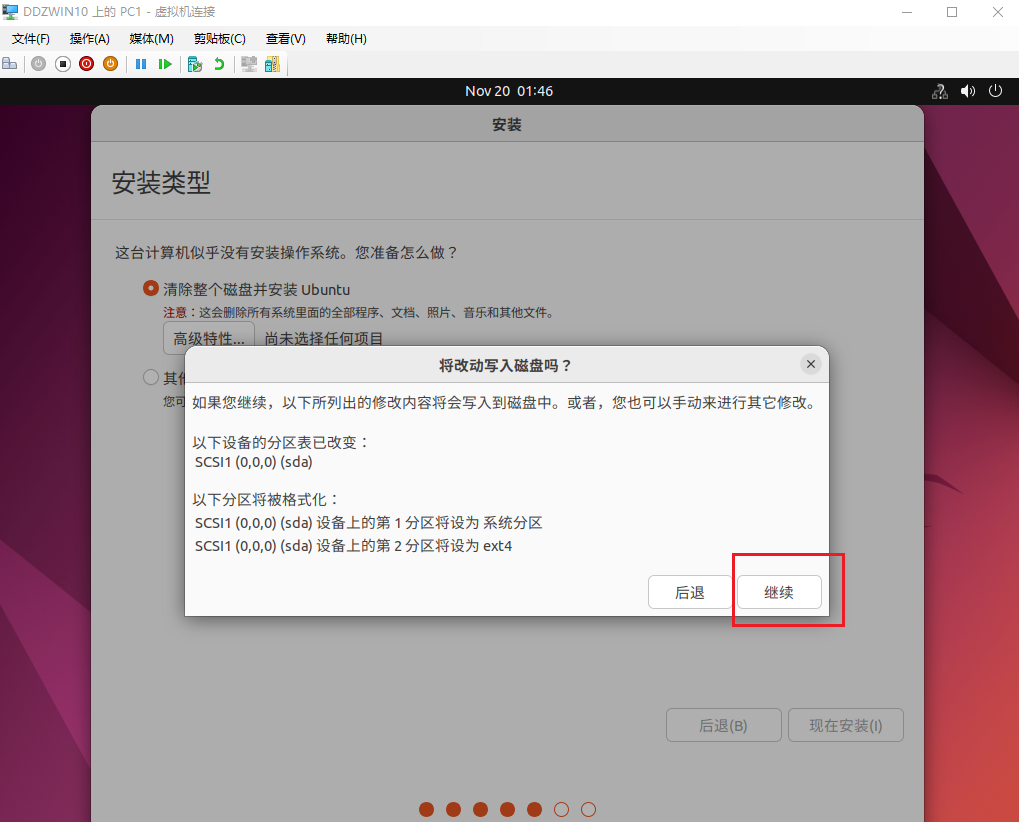 DDZWIN10 上的 PC1 - 虚拟机连接
文件(F) 操作(A) 媒体(M) 剪贴板(C) 查看(V) 帮助(H)
Nov 20 01:46
安装
安装类型
这台计算机似乎没有安装操作系统。您准备怎么做？
清除整个磁盘并安装 Ubuntu
注意：这会删除所有系统里面的全部程序、文档、照片、音乐和其他文件。
高级特性... 尚未选择任何项目
其他
您可
将改动写入磁盘吗？
如果您继续，以下所列出的修改内容将会写入到磁盘中。或者，您也可以手动来进行其它修改。
以下设备的分区表已改变：
SCSI1 (0,0,0) (sda)
以下分区将被格式化：
SCSI1 (0,0,0) (sda) 设备上的第 1 分区将设为 系统分区
SCSI1 (0,0,0) (sda) 设备上的第 2 分区将设为 ext4
后退 继续
后退(B) 现在安装(I)